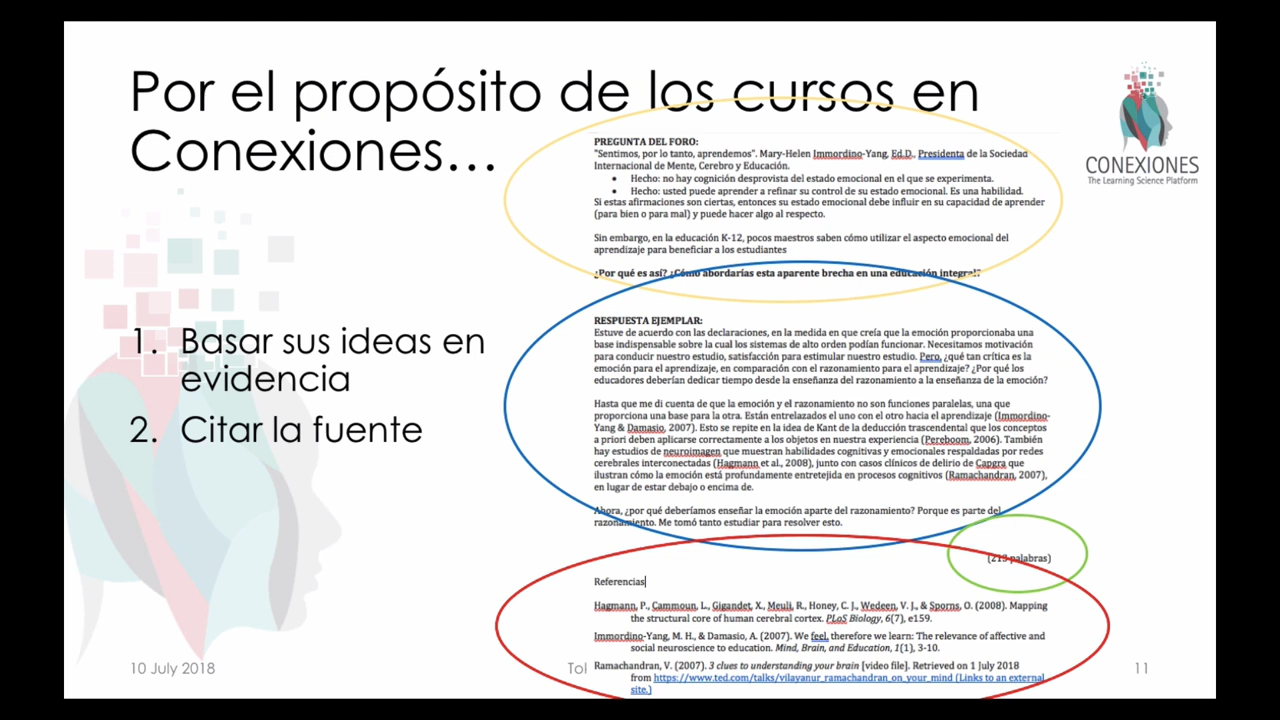 Por el propósito de los cursos en
Conexiones…
CONEXIONES
The Learning Science Platform
1. Basar sus ideas en
evidencia
2. Citar la fuente
PREGUNTA DEL FORO:
"Sentimos, por lo tanto, aprendemos". Mary-Helen Immordino-Yang, Ed.D., Presidenta de la Sociedad
Internacional de Mente, Cerebro y Educación.
• Hecho: no hay cognición desprovista del estado emocional en el que se experimenta.
• Hecho: usted puede aprender a refinar su control de su estado emocional. Es una habilidad.
Si estas afirmaciones son ciertas, entonces su estado emocional debe influir en su capacidad de aprender
(para bien o para mal) y puede hacer algo al respecto.
Sin embargo, en la educación K-12, pocos maestros saben cómo utilizar el aspecto emocional del
aprendizaje para beneficiar a los estudiantes
¿Por qué es así? ¿Cómo abordarías esta aparente brecha en una educación integral?
RESPUESTA EJEMPLAR:
Estuve de acuerdo con las declaraciones, en la medida en que creía que la emoción proporcionaba una
base indispensable sobre la cual los sistemas de alto orden podían funcionar. Necesitamos motivación
para conducir nuestro estudio, satisfacción para estimular nuestro estudio. Pero, ¿qué tan crítica es la
emoción para el aprendizaje, en comparación con el razonamiento para el aprendizaje? ¿Por qué los
educadores deberían dedicar tiempo desde la enseñanza del razonamiento a la enseñanza de la emoción?
Hasta que me di cuenta de que la emoción y el razonamiento no son funciones paralelas, una que
proporciona una base para la otra. Están entrelazados el uno con el otro hacia el aprendizaje (Immordino-
Yang & Damasio, 2007). Esto se repite en la idea de Kant de la deducción trascendental que los conceptos
a priori deben aplicarse correctamente a los objetos en nuestra experiencia (Pereboom, 2006). También
hay estudios de neuroimagen que muestran habilidades cognitivas y emocionales respaldadas por redes
cerebrales interconectadas (Hagmann et al., 2008), junto con casos clínicos de delirio de Capgra que
ilustran cómo la emoción está profundamente entretejida en procesos cognitivos (Ramachandran, 2007),
en lugar de estar debajo o encima de.
Ahora, ¿por qué deberíamos enseñar la emoción aparte del razonamiento? Porque es parte del
razonamiento. Me tomó tanto estudiar para resolver esto.
(213 palabras)
Referencias
Hagmann, P., Cammoun, L., Gigandet, X., Meuli, R., Honey, C. J., Wedeen, V. J., & Sporns, O. (2008). Mapping
the structural core of human cerebral cortex. PLoS Biology, 6(7), e159.
Immordino-Yang, M. H., & Damasio, A. (2007). We feel, therefore we learn: The relevance of affective and
social neuroscience to education. Mind, Brain, and Education, 1(1), 3-10.
Ramachandran, V. (2007). 3 clues to understanding your brain [video file]. Retrieved on 1 July 2018
from https://www.ted.com/talks/vilayanur_ramachandran_on_your_mind (Links to an external
site.)
10 July 2018
Tol
11